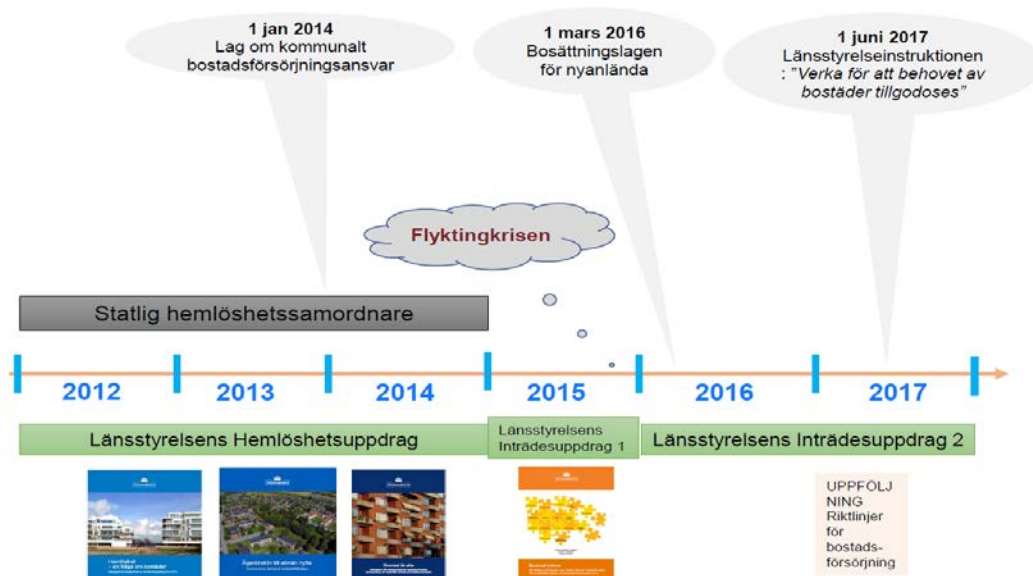 1 jan 2014
Lag om kommunalt
bostadsförsörjningsansvar
1 mars 2016
Bosättningslagen
för nyanlända
1 juni 2017
Länsstyrelseinstruktionen
: "Verka för att behovet av
bostäder tillgodoses"
Flyktingkrisen
Statlig hemlöshetssamordnare
2012
2013
2014
2015
2016
2017
Länsstyrelsens Hemlöshetsuppdrag
Länsstyrelsens
Inträdesuppdrag 1
Länsstyrelsens Inträdesuppdrag 2
UPPFÖLJ
NING
Riktlinjer
för
bostads-
försörjning